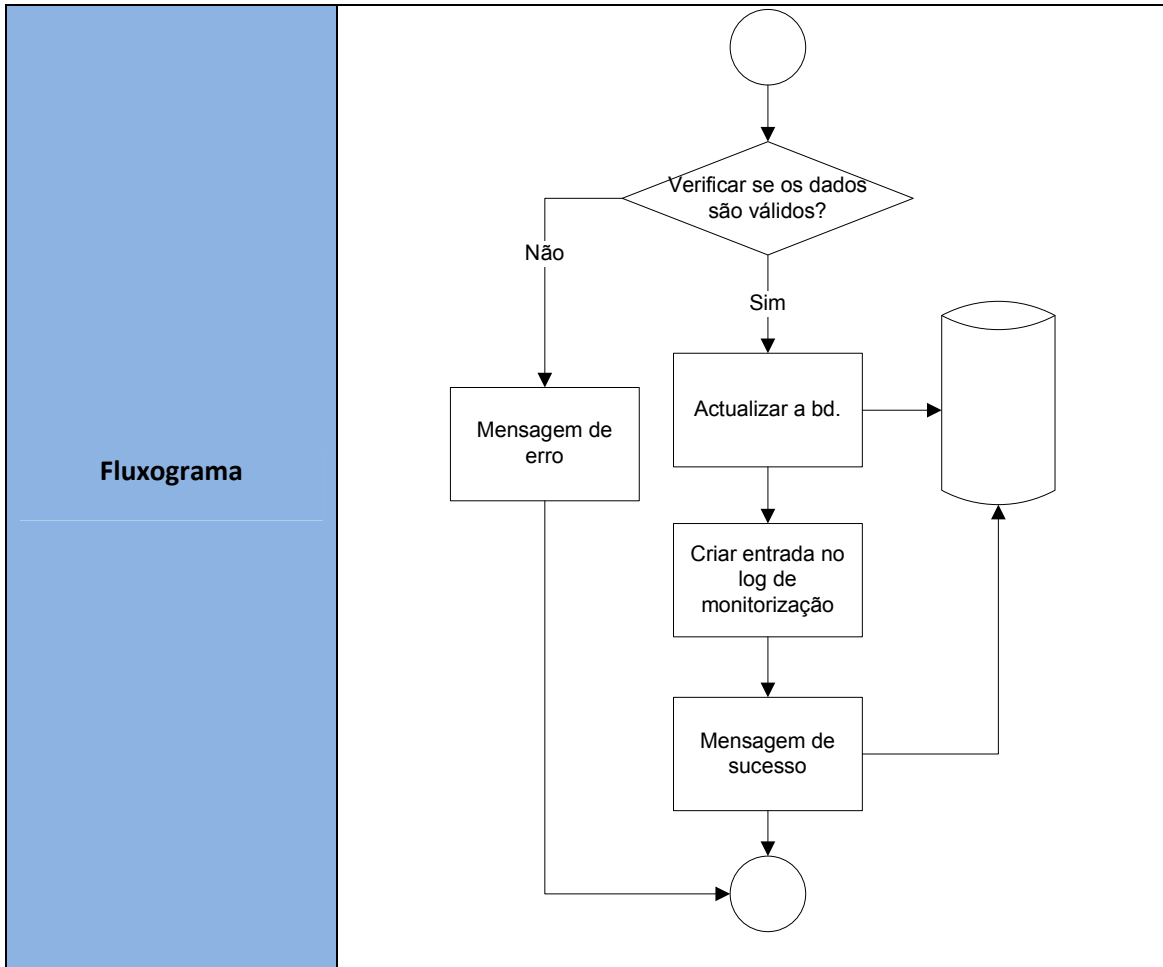 Fluxograma
Verificar se os dados
são válidos?
Não
Sim
Mensagem de
erro
Actualizar a bd.
Criar entrada no
log de
monitorização
Mensagem de
sucesso